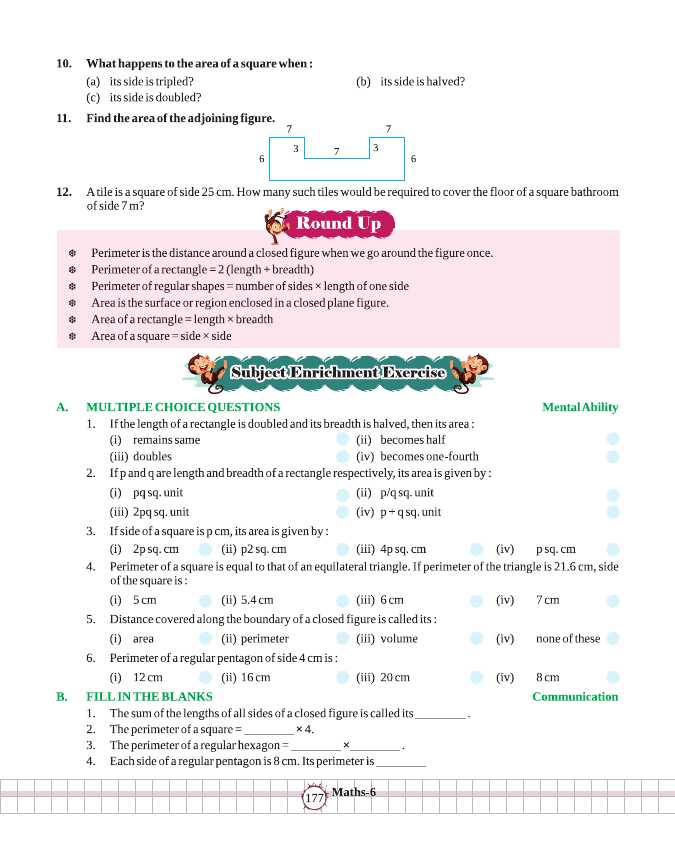 10. What happens to the area of a square when :
(a) its side is tripled? (b) its side is halved?
(c) its side is doubled?
11. Find the area of the adjoining figure.
7 7
3 7 3
6 6
12. A tile is a square of side 25 cm. How many such tiles would be required to cover the floor of a square bathroom
of side 7 m?
Round Up
❆ Perimeter is the distance around a closed figure when we go around the figure once.
❆ Perimeter of a rectangle = 2 (length + breadth)
❆ Perimeter of regular shapes = number of sides × length of one side
❆ Area is the surface or region enclosed in a closed plane figure.
❆ Area of a rectangle = length × breadth
❆ Area of a square = side × side
Subject Enrichment Exercise
A. MULTIPLE CHOICE QUESTIONS Mental Ability
1. If the length of a rectangle is doubled and its breadth is halved, then its area :
(i) remains same (ii) becomes half
(iii) doubles (iv) becomes one-fourth
2. If p and q are length and breadth of a rectangle respectively, its area is given by :
(i) pq sq. unit (ii) p/q sq. unit
(iii) 2pq sq. unit (iv) p + q sq. unit
3. If side of a square is p cm, its area is given by :
(i) 2p sq. cm (ii) p2 sq. cm (iii) 4p sq. cm (iv) p sq. cm
4. Perimeter of a square is equal to that of an equilateral triangle. If perimeter of the triangle is 21.6 cm, side
of the square is :
(i) 5 cm (ii) 5.4 cm (iii) 6 cm (iv) 7 cm
5. Distance covered along the boundary of a closed figure is called its :
(i) area (ii) perimeter (iii) volume (iv) none of these
6. Perimeter of a regular pentagon of side 4 cm is :
(i) 12 cm (ii) 16 cm (iii) 20 cm (iv) 8 cm
B. FILL IN THE BLANKS Communication
1. The sum of the lengths of all sides of a closed figure is called its ________ .
2. The perimeter of a square = ________ × 4.
3. The perimeter of a regular hexagon = ________ ×________ .
4. Each side of a regular pentagon is 8 cm. Its perimeter is ________
177 Maths-6